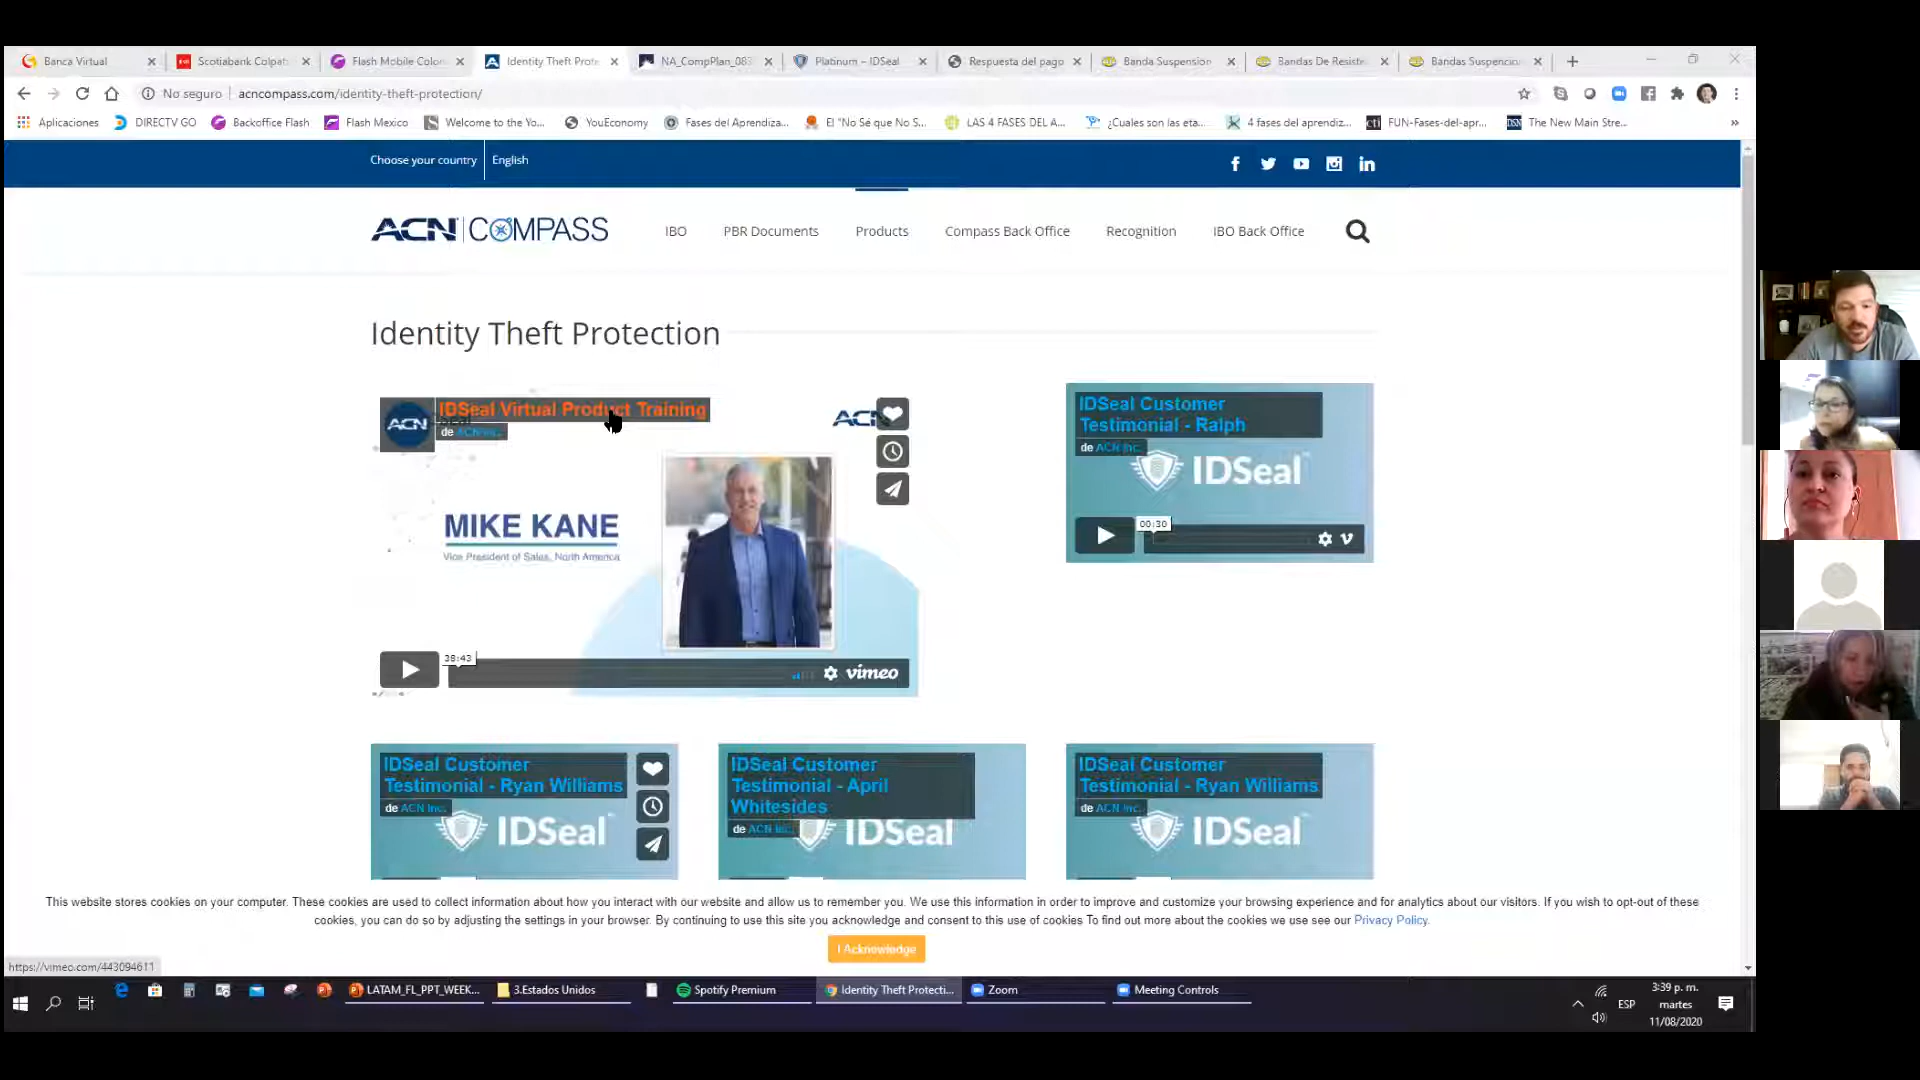 Banca Virtual
Scotiabank Colpat
Flash Mobile Colon
Identity Theft Prote
NA_CompPlan_083
Platinum – IDSeal
Respuesta del pago
Banda Suspension
Bandas De Resiste
Bandas Suspension
No seguro
acncompass.com/identity-theft-protection/
Aplicaciones
DIRECTV GO
Backoffice Flash
Flash Mexico
Welcome to the Yo...
YouEconomy
Fases del Aprendiza...
El "No Sé que No S...
LAS 4 FASES DEL A...
¿Cuales son las eta...
4 fases del aprendiz...
FUN-Fases-del-apr...
The New Main Stre...
Choose your country
English
ACN COMPASS
IBO
PBR Documents
Products
Compass Back Office
Recognition
IBO Back Office
Identity Theft Protection
ACN
IDSeal Virtual Product Training
de ACN Inc.
ACN
MIKE KANE
Vice President of Sales, North America
38:43
vimeo
IDSeal Customer
Testimonial - Ralph
de ACN Inc.
IDSeal
00:30
IDSeal Customer
Testimonial - Ryan Williams
de ACN Inc.
IDSeal
IDSeal Customer
Testimonial - April
Whitesides
de ACN Inc.
IDSeal
IDSeal Customer
Testimonial - Ryan Williams
de ACN Inc.
IDSeal
This website stores cookies on your computer. These cookies are used to collect information about how you interact with our website and allow us to remember you. We use this information in order to improve and customize your browsing experience and for analytics about our visitors. If you wish to opt-out of these
cookies, you can do so by adjusting the settings in your browser. By continuing to use this site you acknowledge and consent to this use of cookies To find out more about the cookies we use see our Privacy Policy.
I Acknowledge
https://vimeo.com/443094611
LATAM_FL_PPT_WEEK...
3.Estados Unidos
Spotify Premium
Identity Theft Protecti...
Zoom
Meeting Controls
ESP
3:39 p. m.
martes
11/08/2020